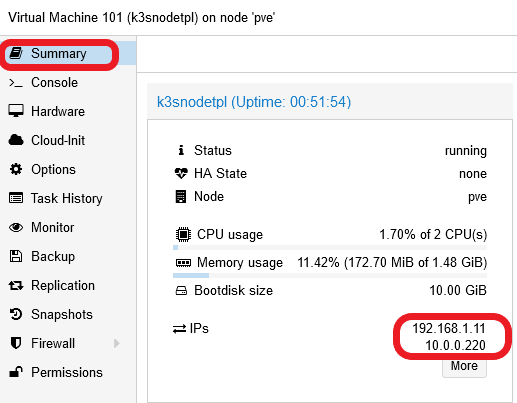 Virtual Machine 101 (k3snodetpl) on node 'pve'
Summary
Console
Hardware
Cloud-Init
Options
Task History
Monitor
Backup
Replication
Snapshots
Firewall
Permissions
k3snodetpl (Uptime: 00:51:54)
Status running
HA State none
Node pve
CPU usage 1.70% of 2 CPU(s)
Memory usage 11.42% (172.70 MiB of 1.48 GiB)
Bootdisk size 10.00 GiB
IPs 192.168.1.11
10.0.0.220
More